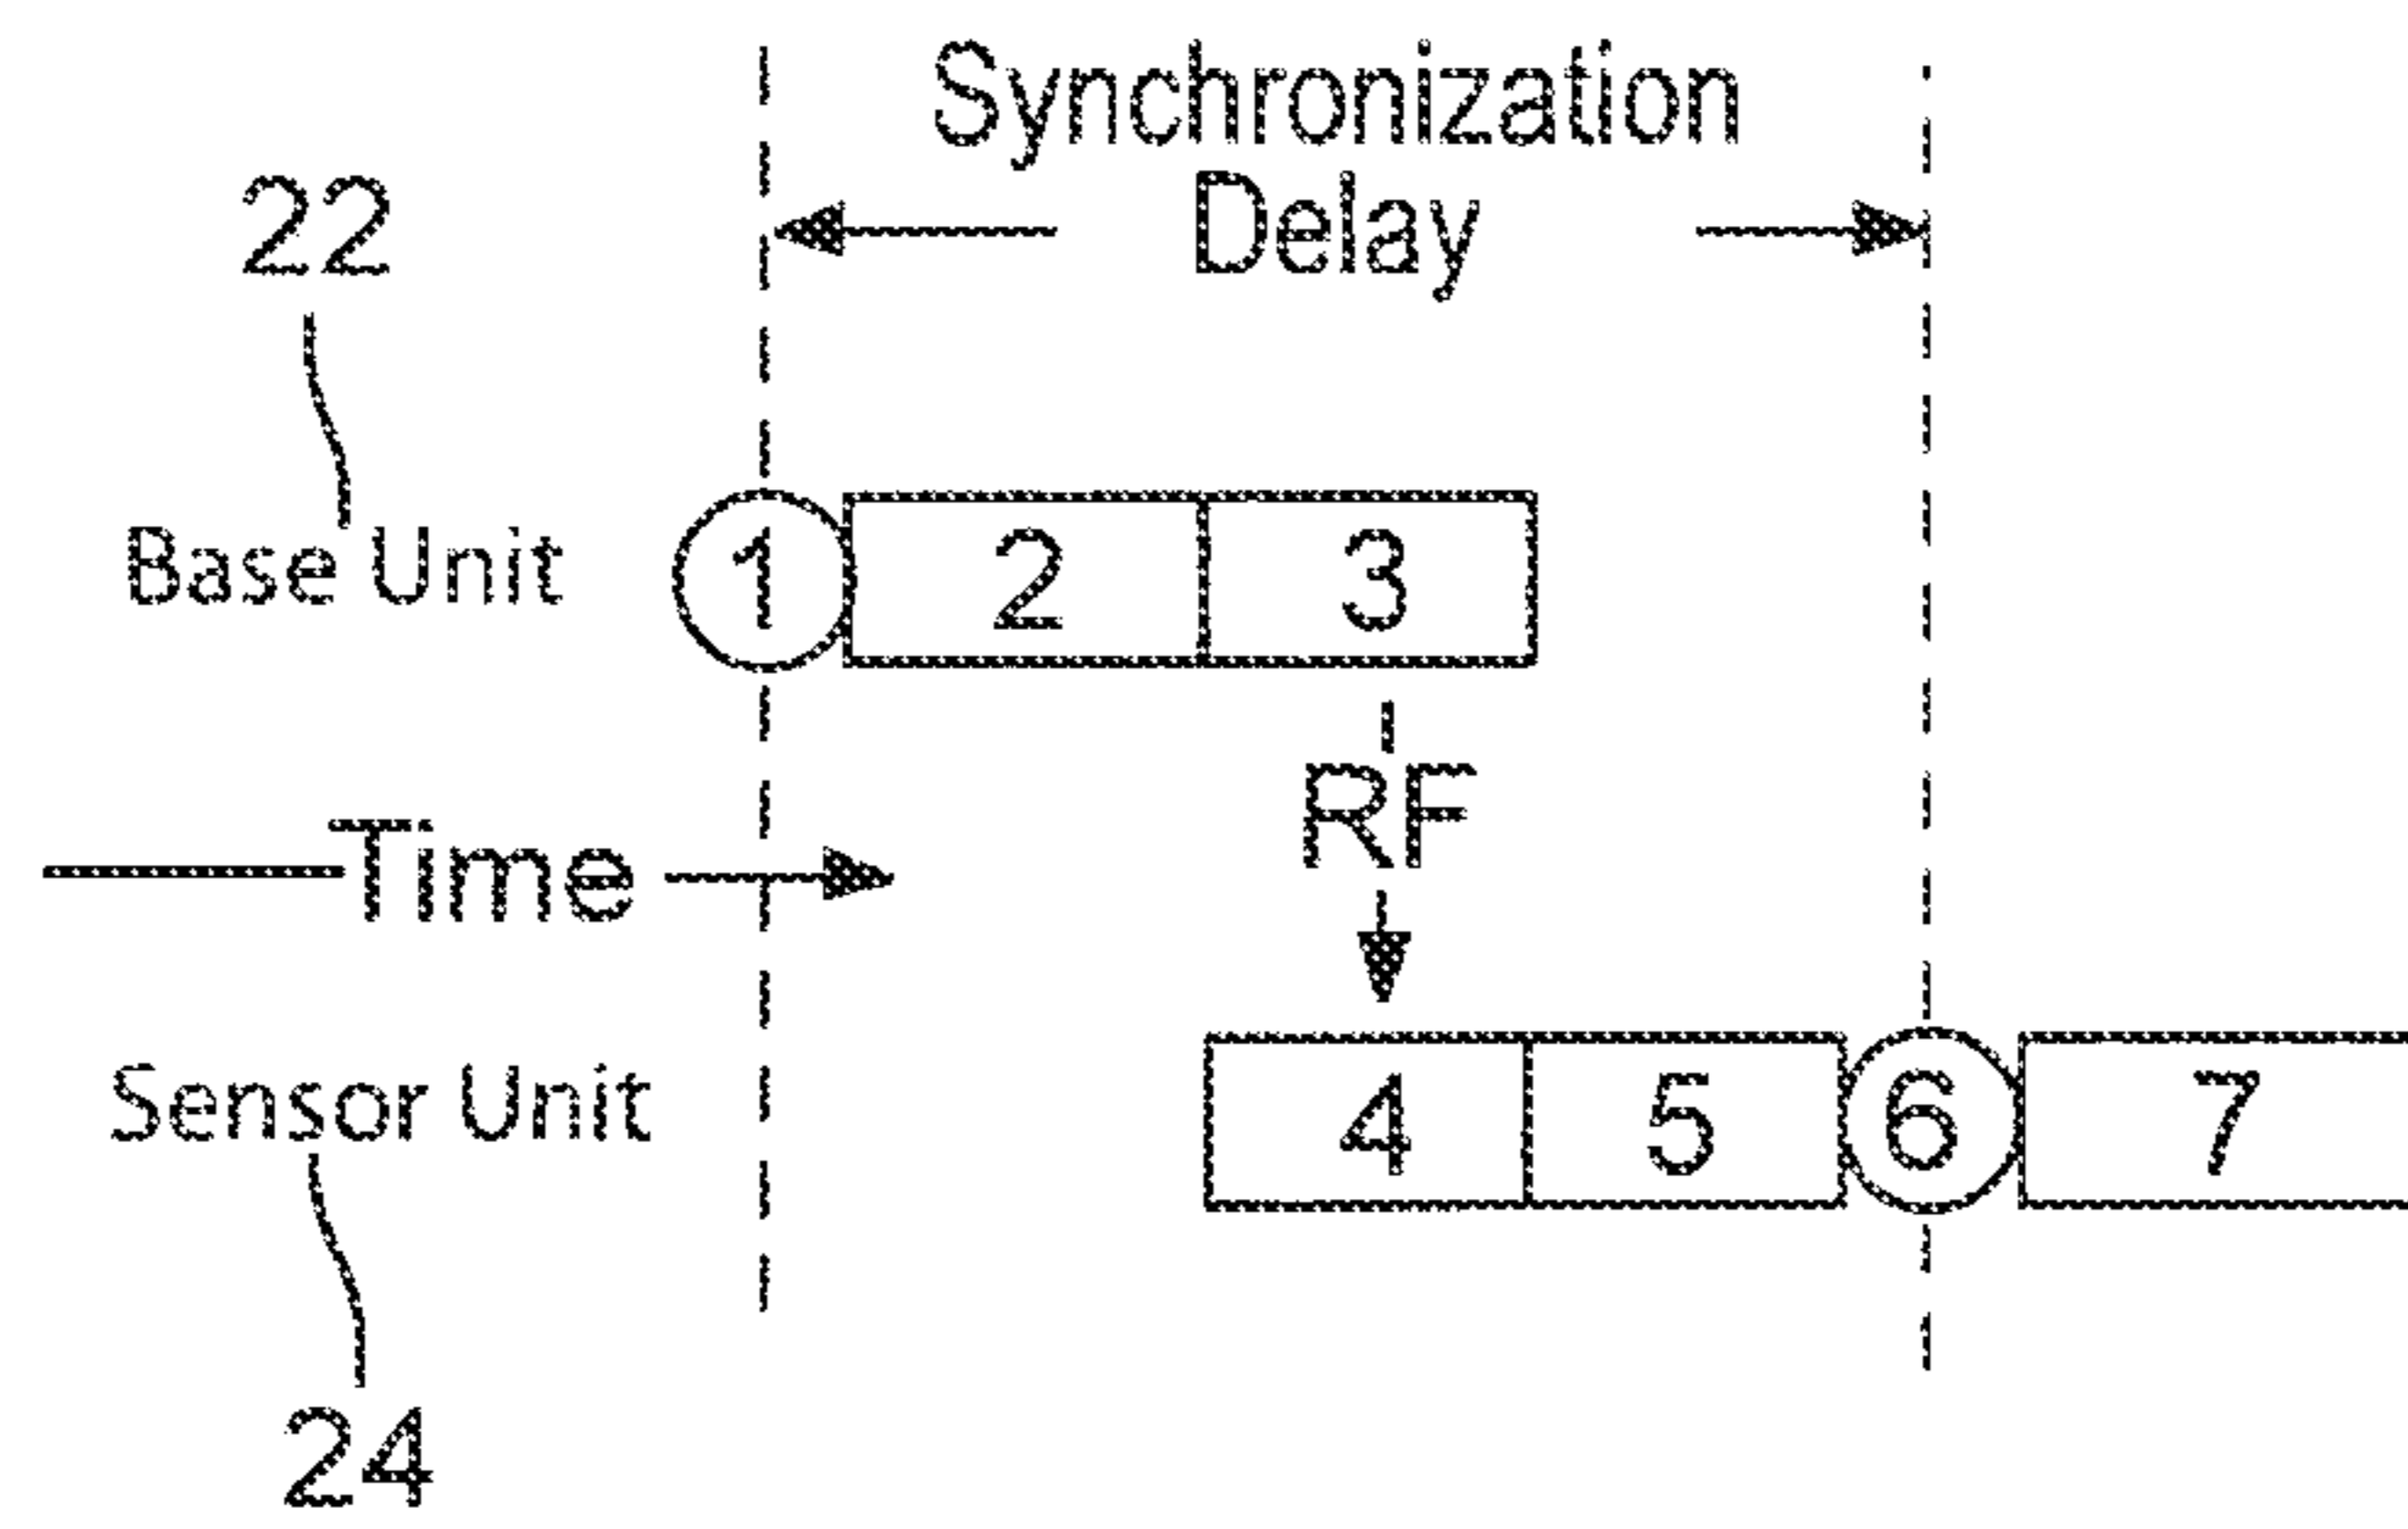 Synchronization
Delay
22
Base Unit 1 2 3
RF
Time
Sensor Unit 4 5 6 7
24